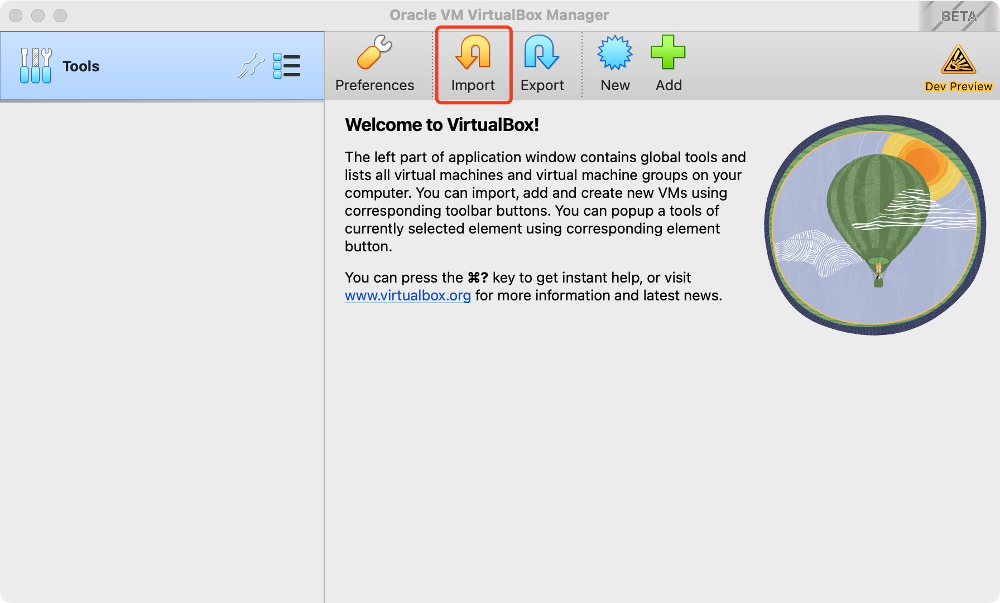 Oracle VM VirtualBox Manager
BETA
Tools
Preferences
Import
Export
New
Add
Dev Preview
Welcome to VirtualBox!
The left part of application window contains global tools and
lists all virtual machines and virtual machine groups on your
computer. You can import, add and create new VMs using
corresponding toolbar buttons. You can popup a tools of
currently selected element using corresponding element
button.
You can press the ⌘? key to get instant help, or visit
www.virtualbox.org for more information and latest news.